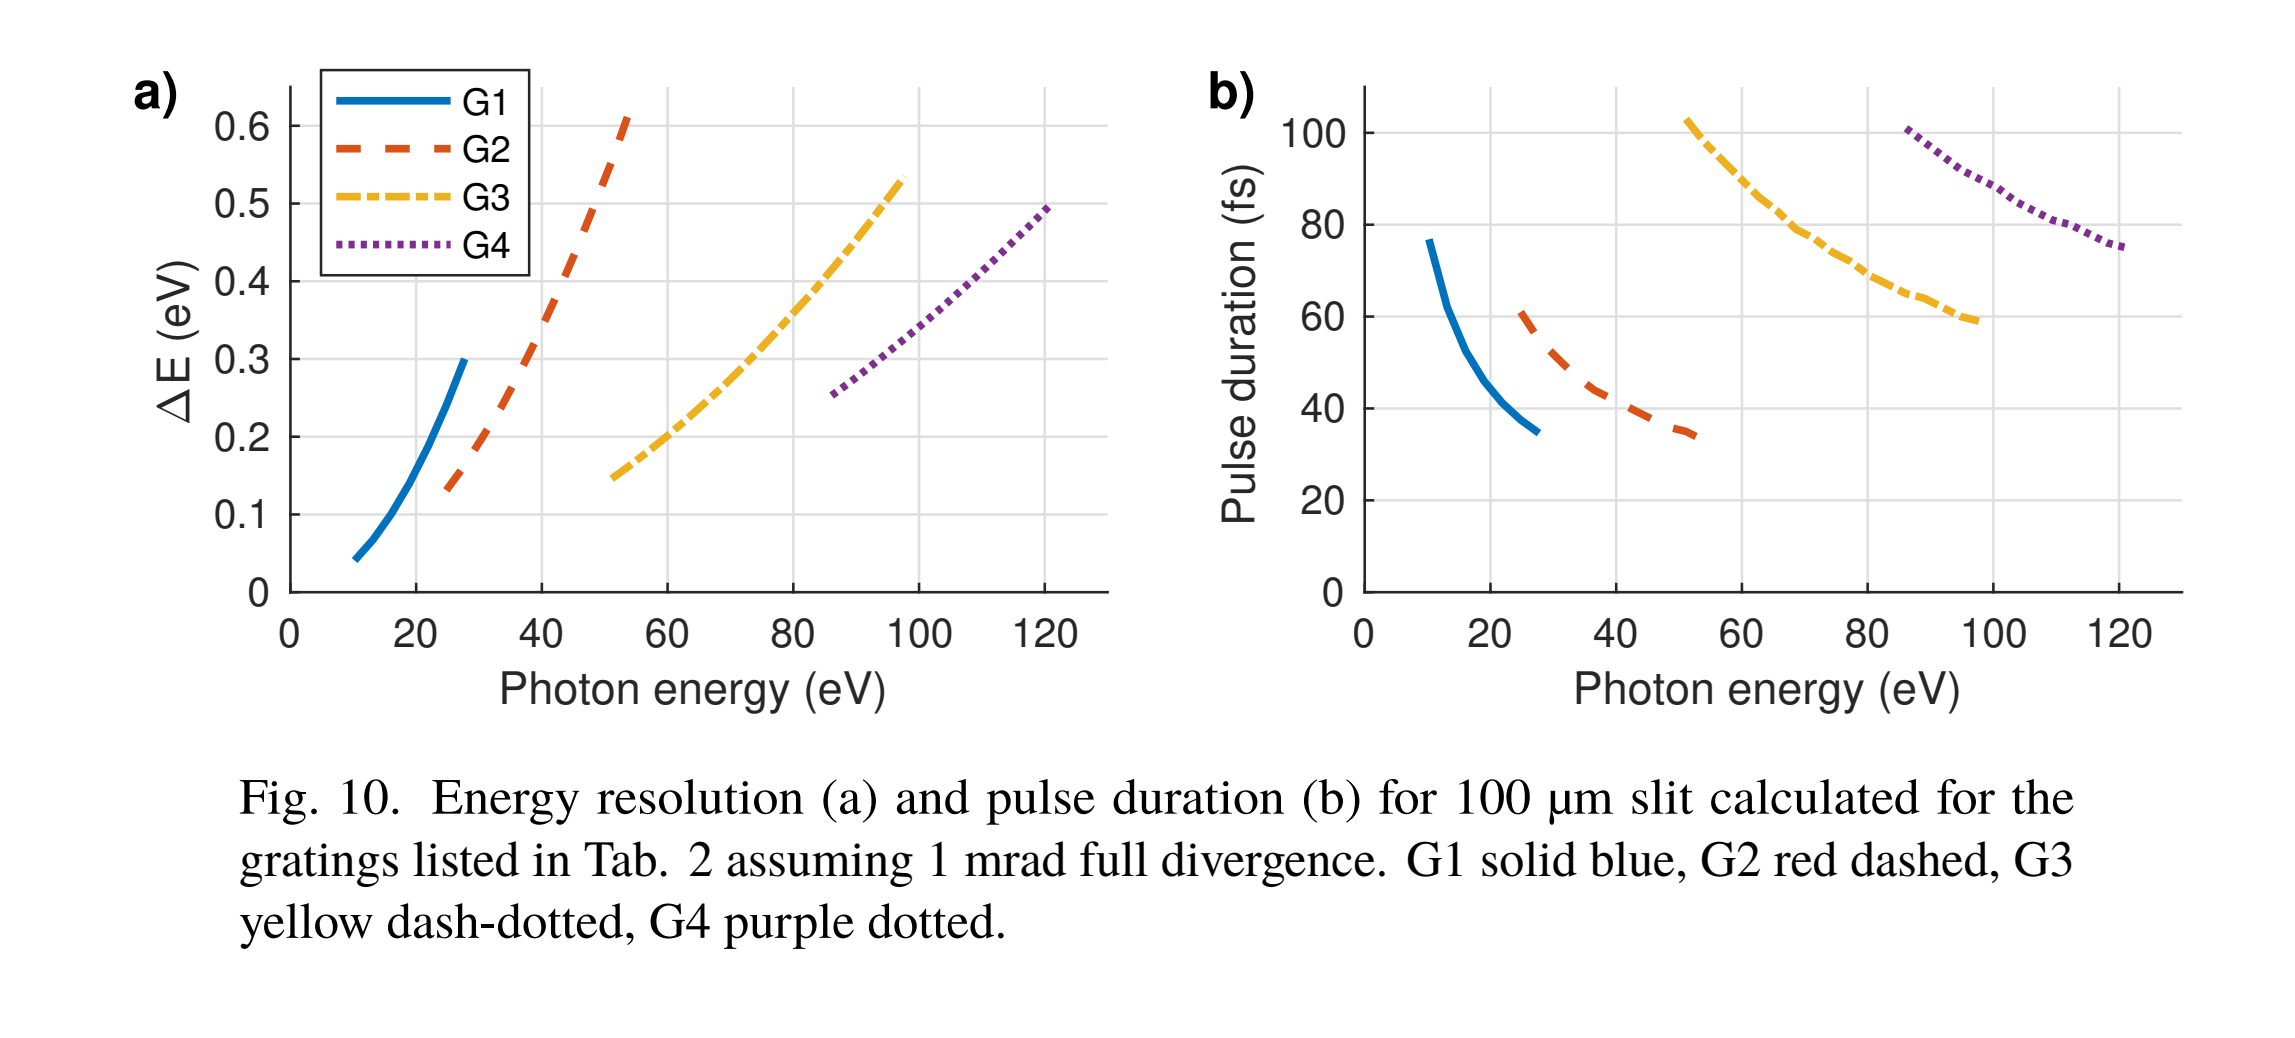 a)
G1
G2
G3
G4
0.6
0.5
0.4
0.3
0.2
0.1
0
ΔE (eV)
0 20 40 60 80 100 120
Photon energy (eV)
b)
100
80
60
40
20
0
Pulse duration (fs)
0 20 40 60 80 100 120
Photon energy (eV)
Fig. 10. Energy resolution (a) and pulse duration (b) for 100 μm slit calculated for the
gratings listed in Tab. 2 assuming 1 mrad full divergence. G1 solid blue, G2 red dashed, G3
yellow dash-dotted, G4 purple dotted.